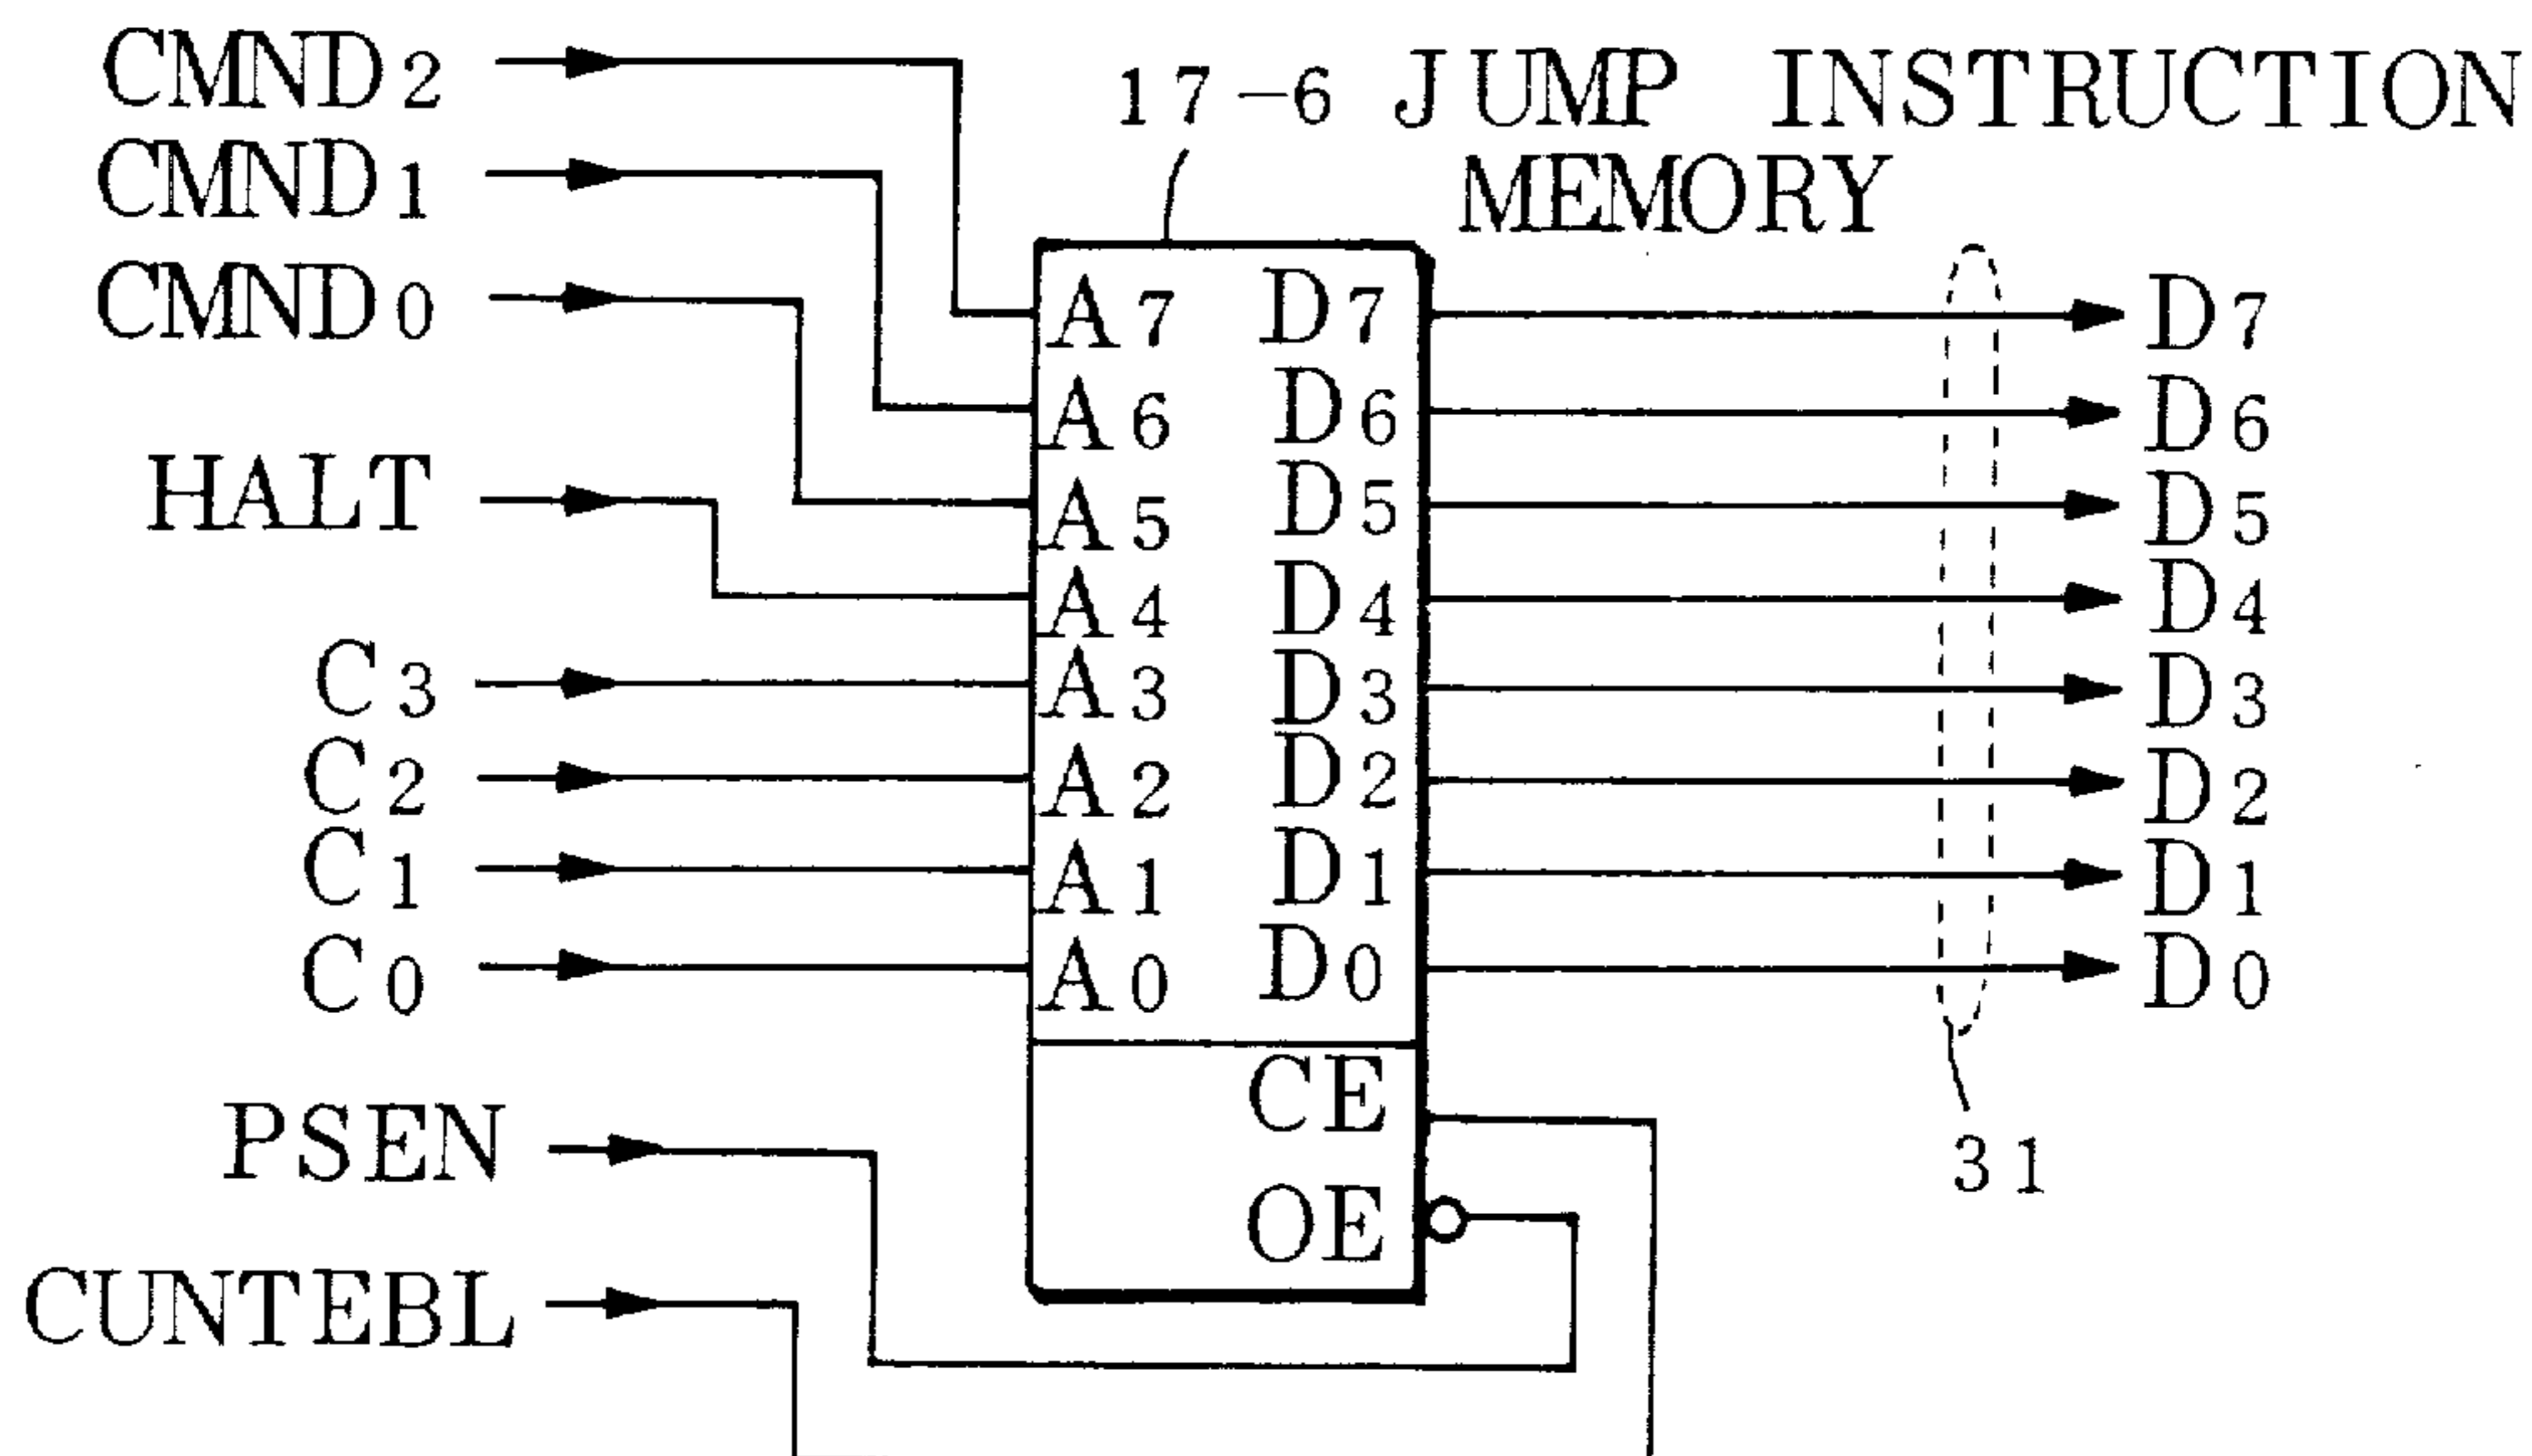 CMND2
CMND1
CMND0
HALT
C3
C2
C1
C0
PSEN
CUNTEBL
17-6 JUMP INSTRUCTION
MEMORY
A7 D7
A6 D6
A5 D5
A4 D4
A3 D3
A2 D2
A1 D1
A0 D0
CE
OE
D7
D6
D5
D4
D3
D2
D1
D0
31